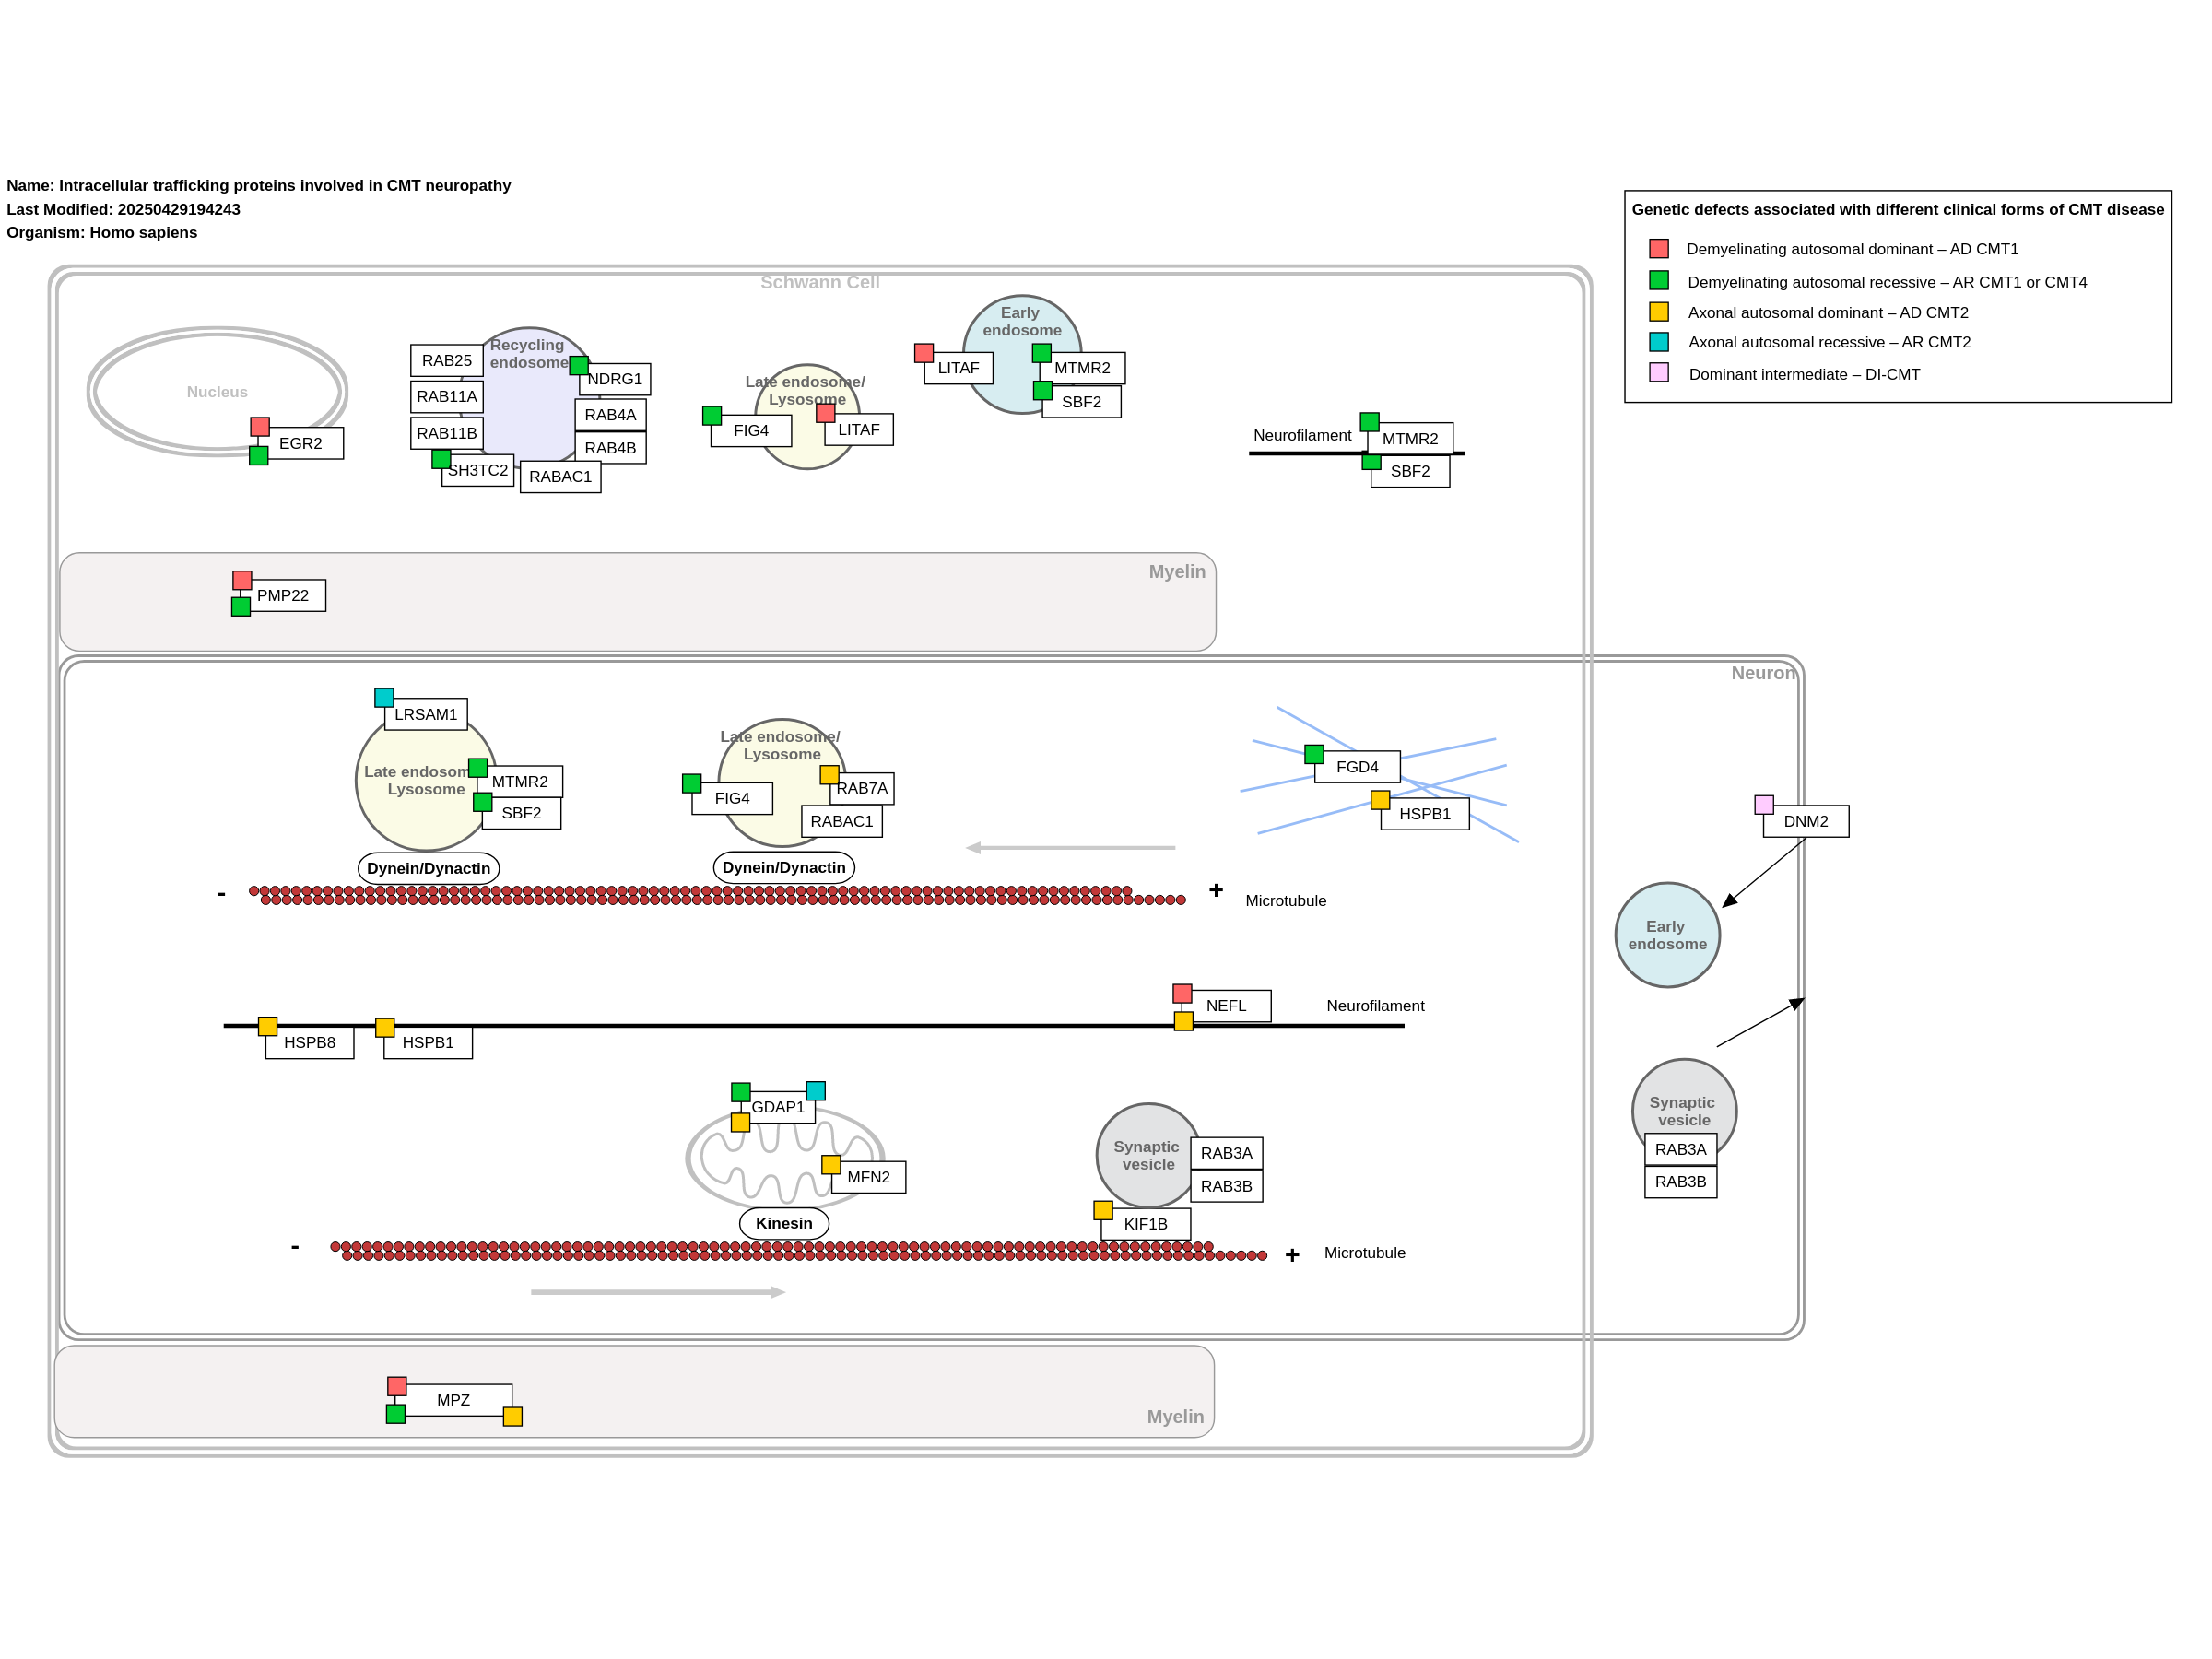 Name: Intracellular trafficking proteins involved in CMT neuropathy
Last Modified: 20250429194243
Organism: Homo sapiens
Genetic defects associated with different clinical forms of CMT disease
Demyelinating autosomal dominant – AD CMT1
Demyelinating autosomal recessive – AR CMT1 or CMT4
Axonal autosomal dominant – AD CMT2
Axonal autosomal recessive – AR CMT2
Dominant intermediate – DI-CMT
Schwann Cell
Nucleus
EGR2
Recycling
endosome
RAB25
RAB11A
RAB11B
SH3TC2
NDRG1
RAB4A
RAB4B
RABAC1
Late endosome/
Lysosome
FIG4
LITAF
Early
endosome
LITAF
MTMR2
SBF2
Neurofilament
MTMR2
SBF2
Myelin
PMP22
Neuron
LRSAM1
Late endosom
Lysosome
MTMR2
SBF2
Dynein/Dynactin
Late endosome/
Lysosome
FIG4
RAB7A
RABAC1
Dynein/Dynactin
FGD4
HSPB1
DNM2
-
+
Microtubule
Early
endosome
NEFL
Neurofilament
HSPB8
HSPB1
GDAP1
MFN2
Kinesin
Synaptic
vesicle
RAB3A
RAB3B
KIF1B
Synaptic
vesicle
RAB3A
RAB3B
-
+
Microtubule
MPZ
Myelin